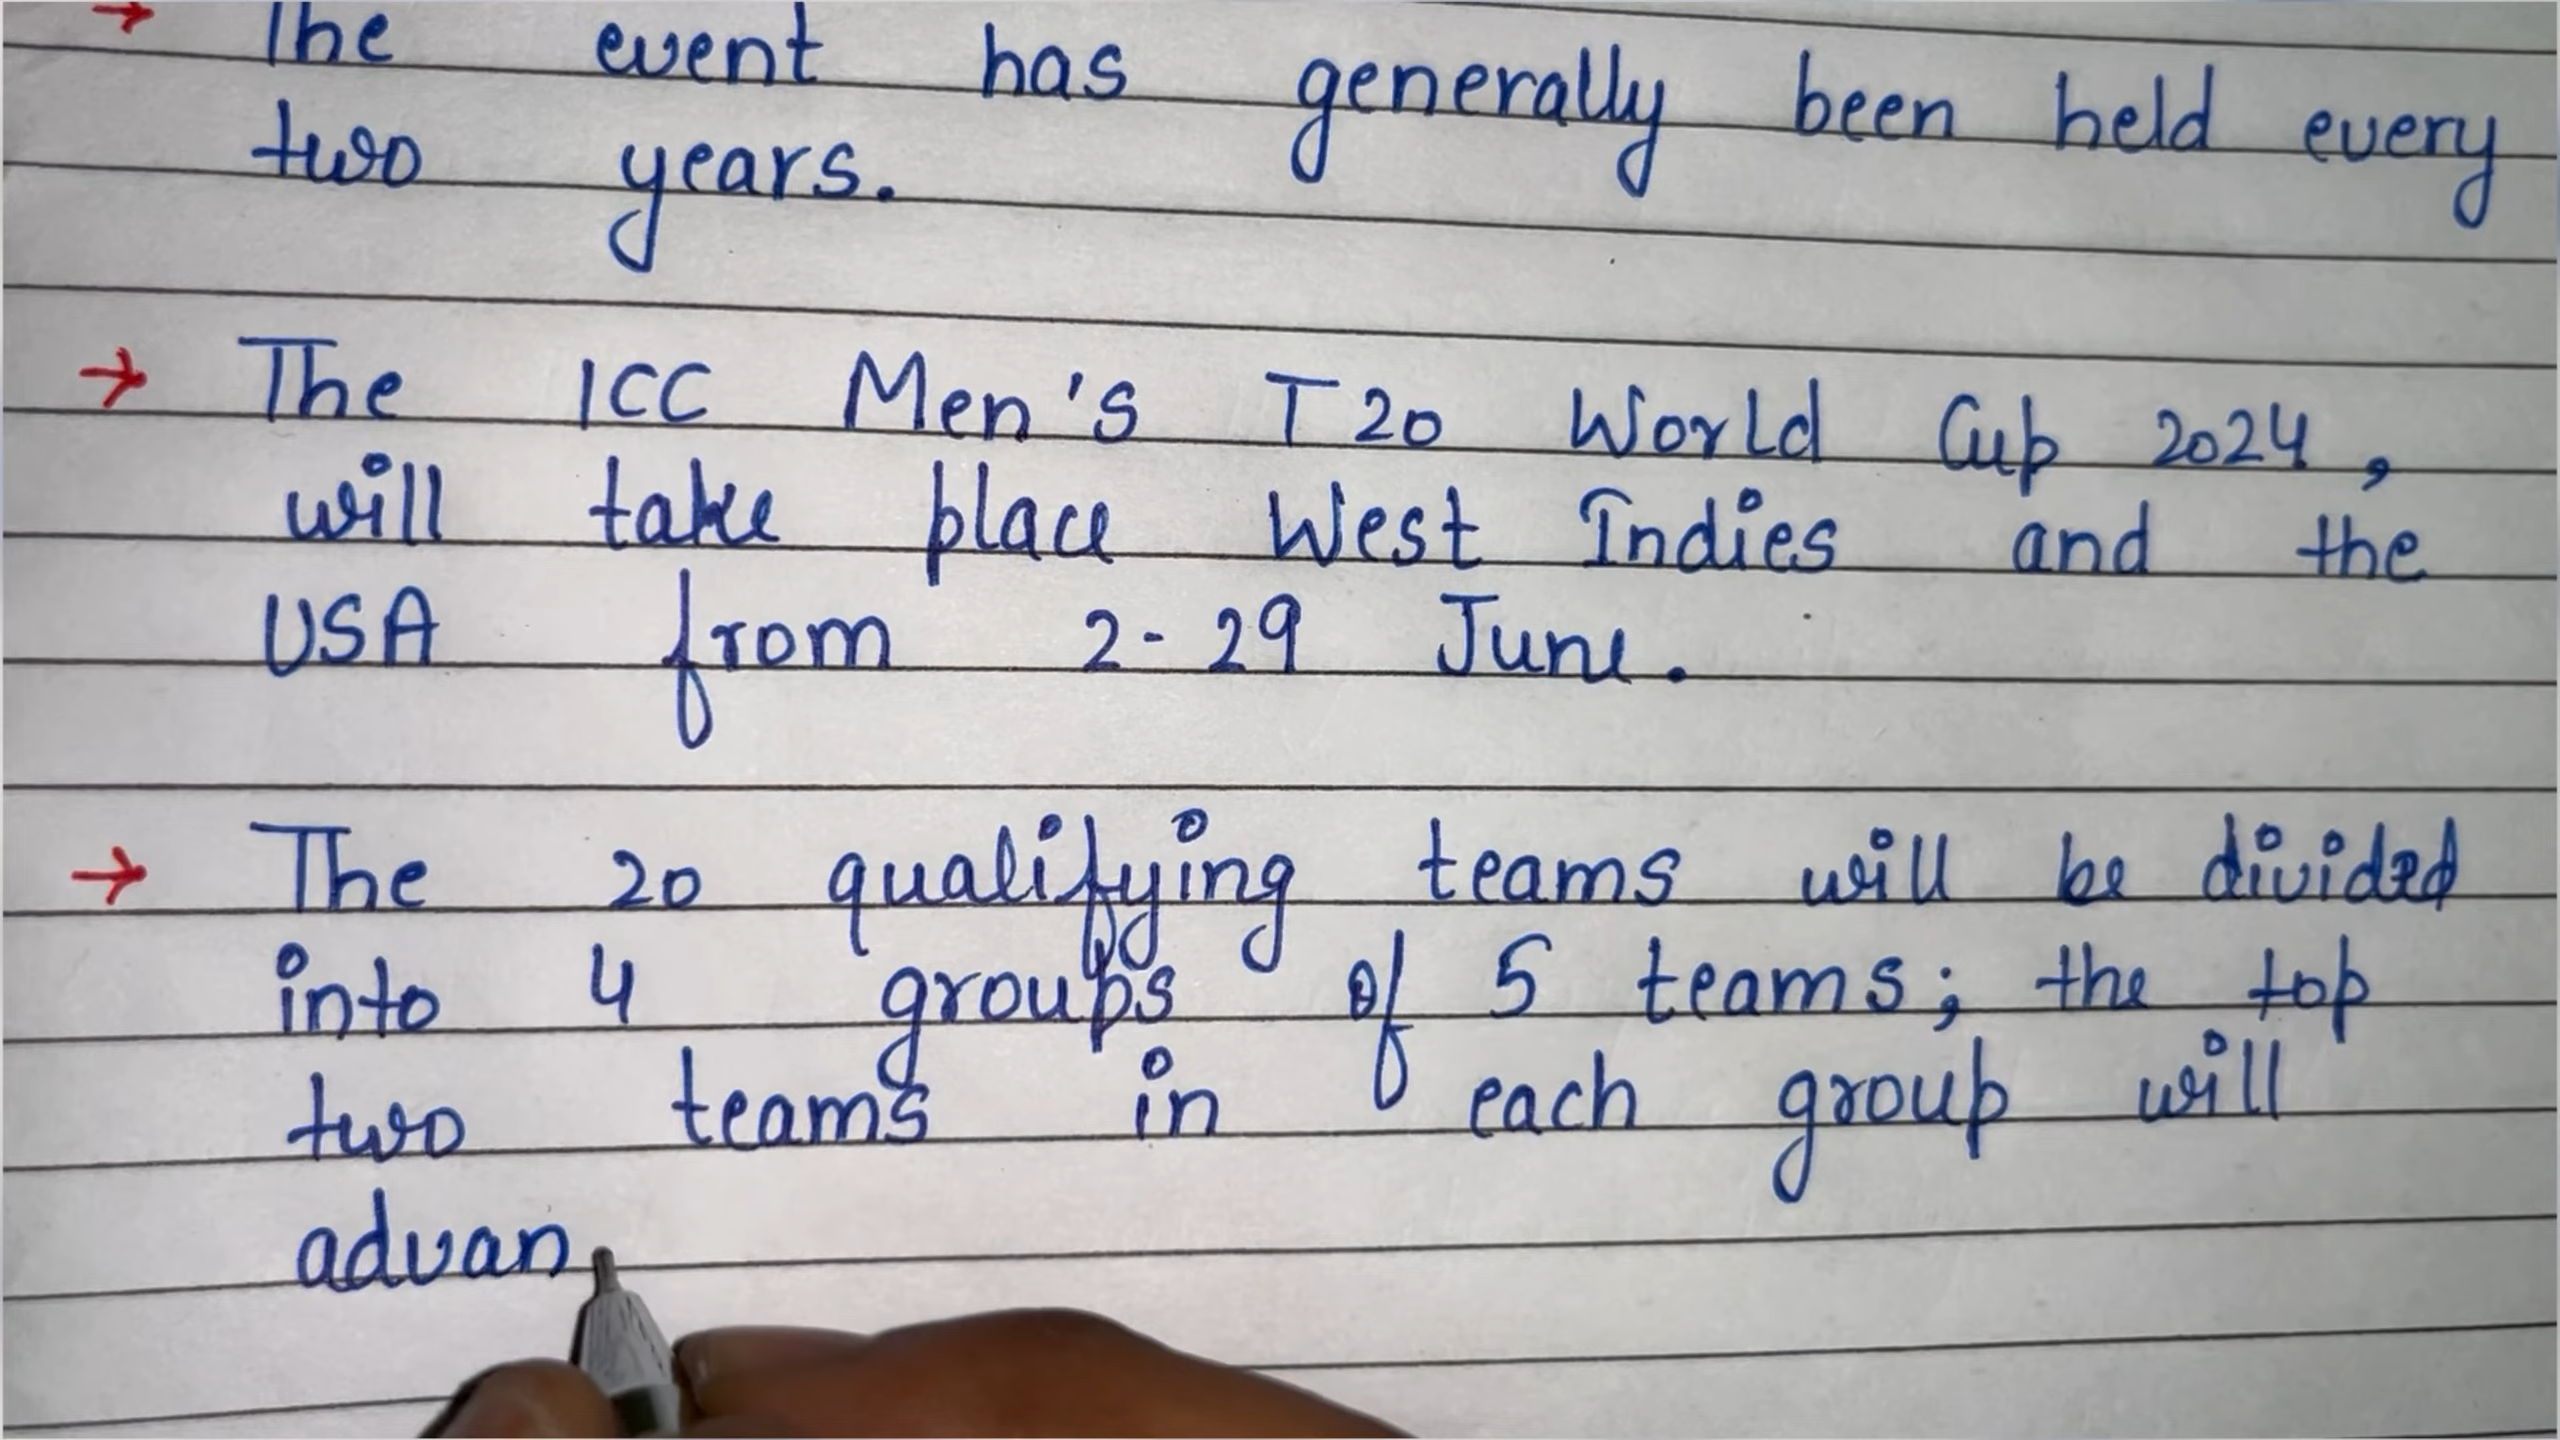 → The event has generally been held every
two years.
→ The ICC Men's T20 World Cup 2024,
will take place West Indies and the
USA from 2-29 June.
→ The 20 qualifying teams will be divided
into 4 groups of 5 teams; the top
two teams in each group will
advan